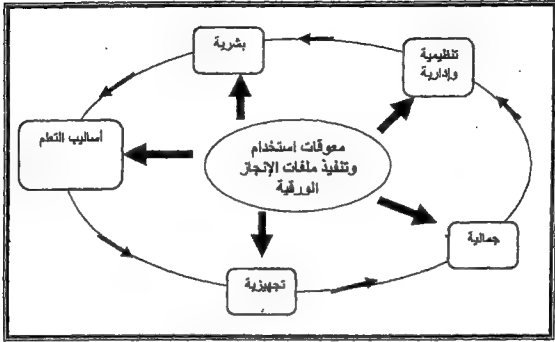 بشرية
تنظيمية
وإدارية
أساليب التعلم
معوقات استخدام
وتنفيذ ملفات الإنجاز
الورقية
جمالية
تجهيزية